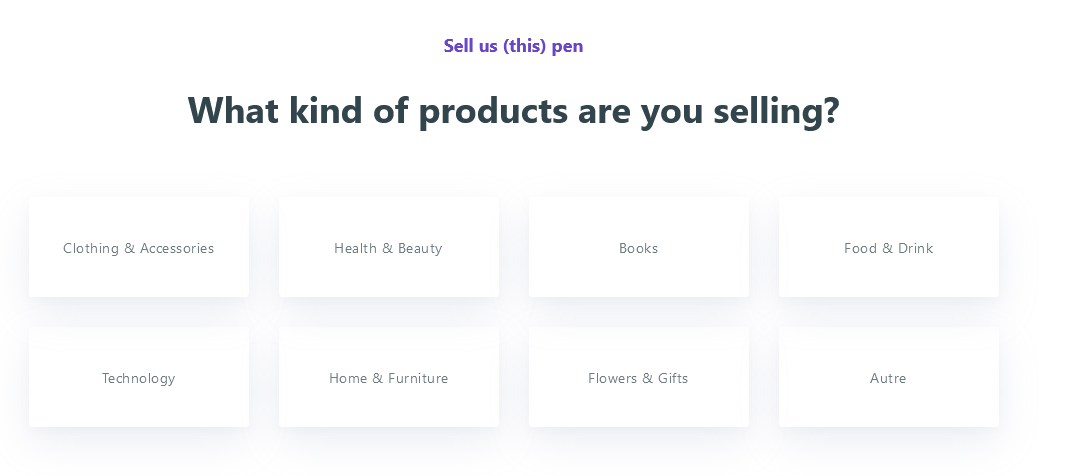 Sell us (this) pen
What kind of products are you selling?
Clothing & Accessories
Health & Beauty
Books
Food & Drink
Technology
Home & Furniture
Flowers & Gifts
Autre